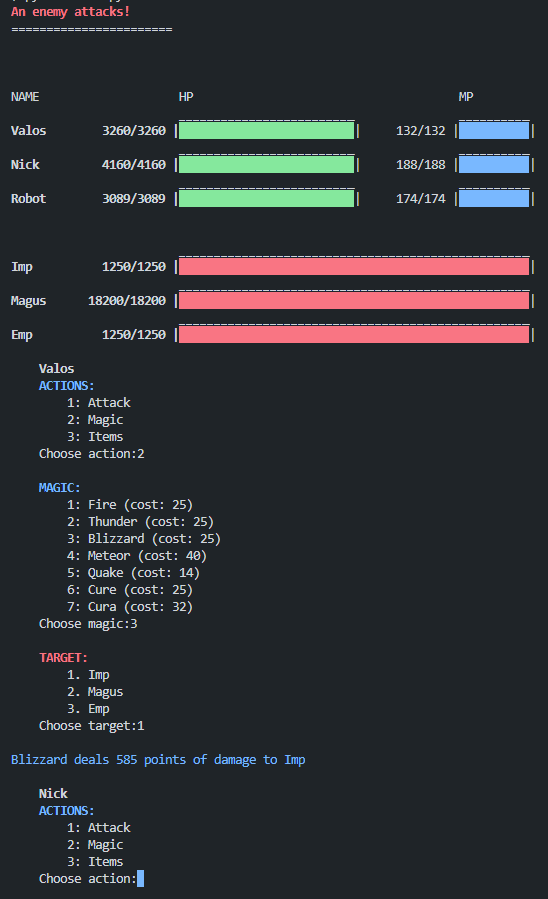 An enemy attacks!
=======================
NAME HP MP
Valos 3260/3260 | | 132/132 | |
Nick 4160/4160 | | 188/188 | |
Robot 3089/3089 | | 174/174 | |
Imp 1250/1250 | |
Magus 18200/18200 | |
Emp 1250/1250 | |
Valos
ACTIONS:
1: Attack
2: Magic
3: Items
Choose action:2
MAGIC:
1: Fire (cost: 25)
2: Thunder (cost: 25)
3: Blizzard (cost: 25)
4: Meteor (cost: 40)
5: Quake (cost: 14)
6: Cure (cost: 25)
7: Cura (cost: 32)
Choose magic:3
TARGET:
1. Imp
2. Magus
3. Emp
Choose target:1
Blizzard deals 585 points of damage to Imp
Nick
ACTIONS:
1: Attack
2: Magic
3: Items
Choose action: